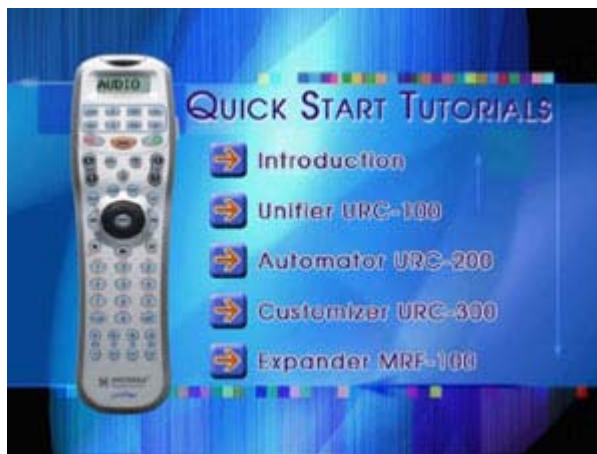 AUDIO
QUICK START TUTORIALS
Introduction
Unifier URC-100
Automator URC-200
Customizer URC-300
Expander MRF-100